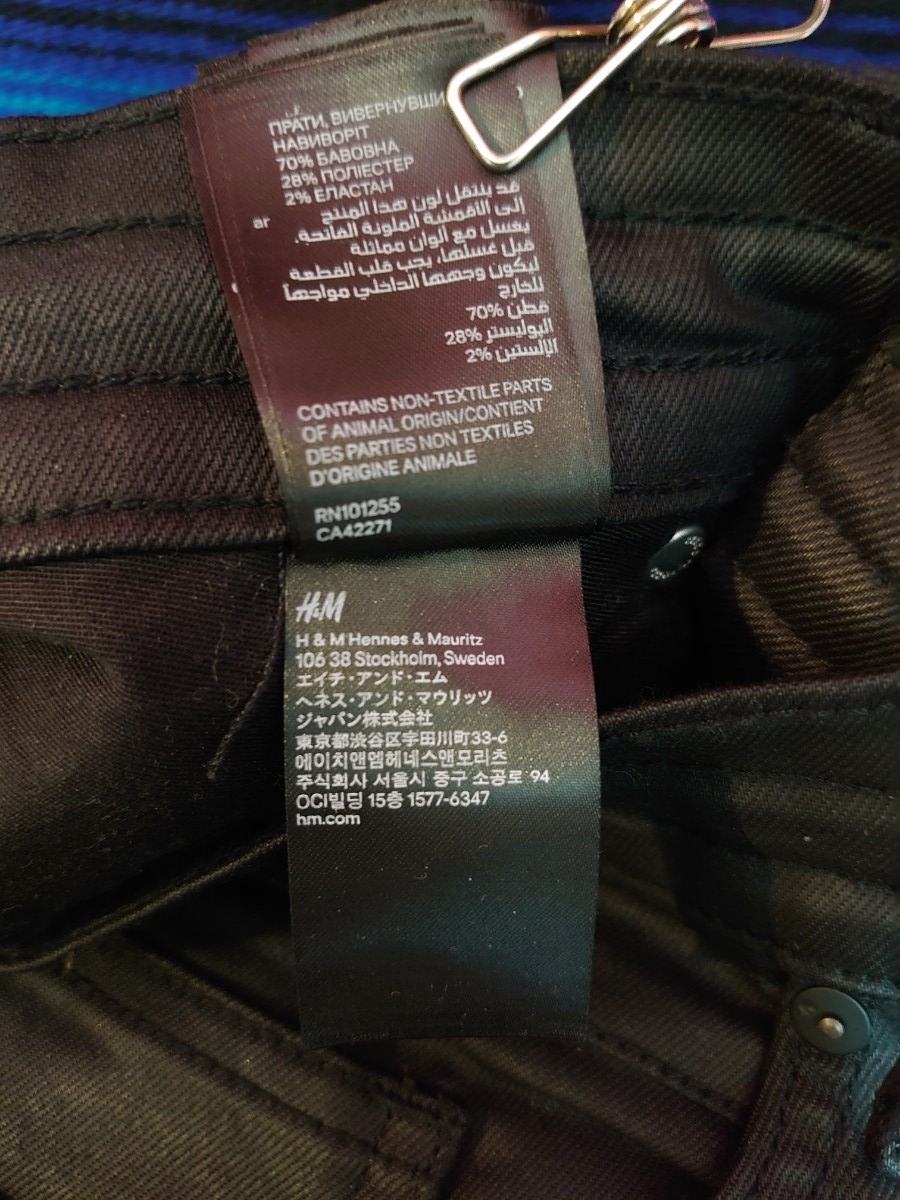 ПРАТИ, ВИВЕРНУВШИ
НАВИВОРІТ
70% БАВОВНА
28% ПОЛІЕСТЕР
2% ЕЛАСТАН
ar
قد ينتقل لون هذا المنتج
إلى الأقمشة الملونة الفاتحة.
يغسل مع ألوان مماثلة
قبل غسلها، يجب قلب القطعة
ليكون وجهها الداخلي مواجهاً
للخارج
70% قطن
28% البوليستر
2% الإلستين
CONTAINS NON-TEXTILE PARTS
OF ANIMAL ORIGIN/CONTIENT
DES PARTIES NON TEXTILES
D'ORIGINE ANIMALE
RN101255
CA42271
H&M
H & M Hennes & Mauritz
106 38 Stockholm, Sweden
エイチ・アンド・エム
ヘネス・アンド・マウリッツ
ジャパン株式会社
東京都渋谷区宇田川町33-6
에이치앤엠헤네스앤모리츠
주식회사 서울시 중구 소공로 94
OCI빌딩 15층 1577-6347
hm.com